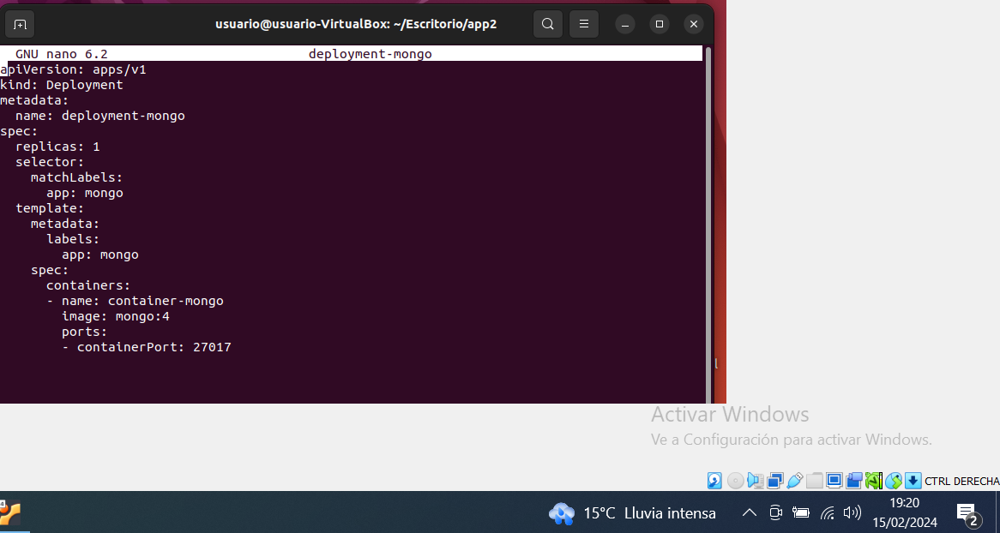 usuario@usuario-VirtualBox: ~/Escritorio/app2
GNU nano 6.2 deployment-mongo
apiVersion: apps/v1
kind: Deployment
metadata:
  name: deployment-mongo
spec:
  replicas: 1
  selector:
    matchLabels:
      app: mongo
  template:
    metadata:
      labels:
        app: mongo
    spec:
      containers:
      - name: container-mongo
        image: mongo:4
        ports:
        - containerPort: 27017
Activar Windows
Ve a Configuración para activar Windows.
CTRL DERECHA
15°C Lluvia intensa
19:20
15/02/2024
2